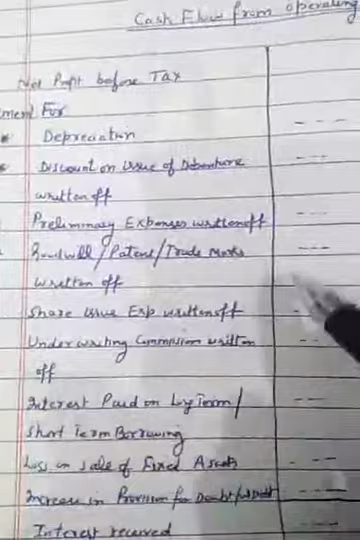 Cash Flow from operating
Net Profit before Tax
ment For
Depreciation
- - -
Discount on issue of Debenture
- - -
written off
Preliminary Expenses written off
- - -
Goodwill / Patent / Trade Marks
- - -
written off
Share issue Exp written off
Underwriting Commission written
off
Interest Paid on Long Term /
- - -
Short Term Borrowing
Loss on sale of Fixed Assets
- - -
Increase in Provision for Doubtful Debt
- - -
Interest received